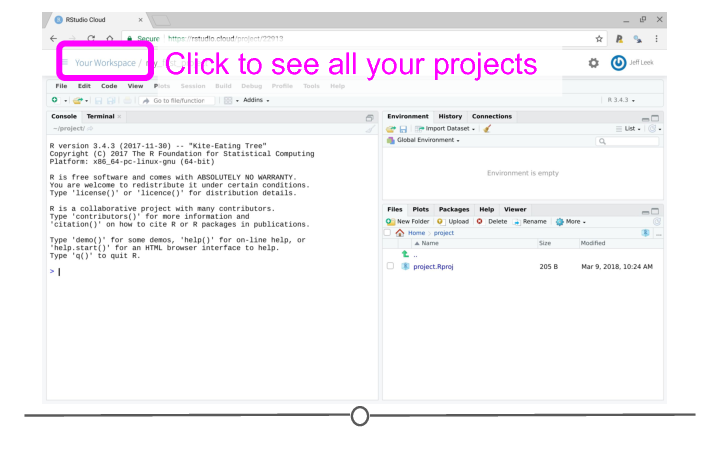 RStudio Cloud
Secure https://rstudio.cloud/project/22913
Your Workspace / my
Click to see all your projects
Jeff Leek
File Edit Code View Plots Session Build Debug Profile Tools Help
Go to file/function Addins R 3.4.3
Console Terminal
~/project/
R version 3.4.3 (2017-11-30) -- "Kite-Eating Tree"
Copyright (C) 2017 The R Foundation for Statistical Computing
Platform: x86_64-pc-linux-gnu (64-bit)
R is free software and comes with ABSOLUTELY NO WARRANTY.
You are welcome to redistribute it under certain conditions.
Type 'license()' or 'licence()' for distribution details.
R is a collaborative project with many contributors.
Type 'contributors()' for more information and
'citation()' on how to cite R or R packages in publications.
Type 'demo()' for some demos, 'help()' for on-line help, or
'help.start()' for an HTML browser interface to help.
Type 'q()' to quit R.
>
Environment History Connections
Import Dataset List
Global Environment
Environment is empty
Files Plots Packages Help Viewer
New Folder Upload Delete Rename More
Home project
Name Size Modified
..
project.Rproj 205 B Mar 9, 2018, 10:24 AM